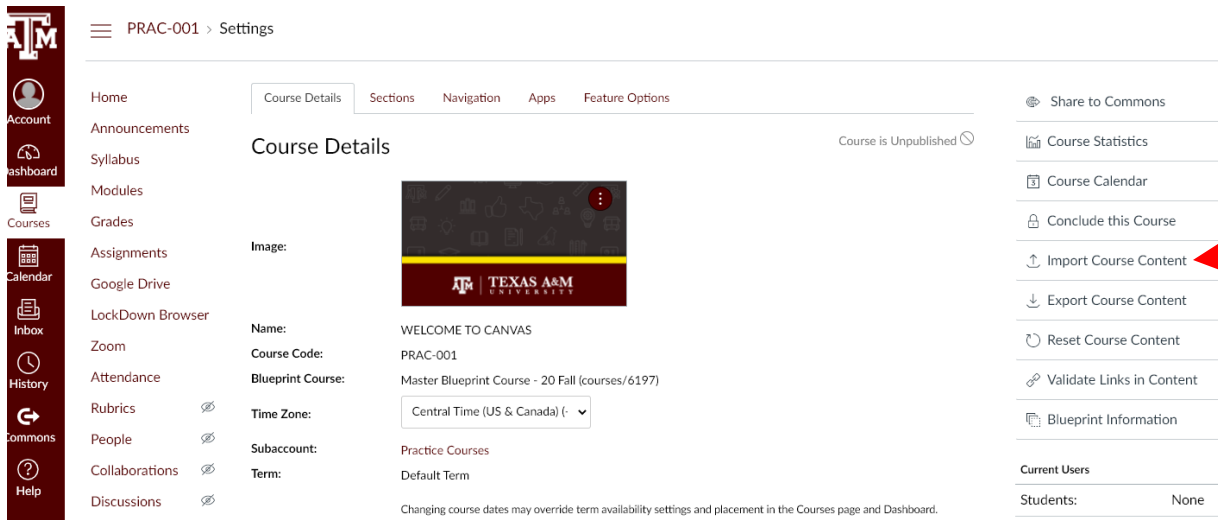 ATM
PRAC-001 > Settings
Account
Dashboard
Courses
Calendar
Inbox
History
Commons
Help
Home
Announcements
Syllabus
Modules
Grades
Assignments
Google Drive
LockDown Browser
Zoom
Attendance
Rubrics
People
Collaborations
Discussions
Course Details Sections Navigation Apps Feature Options
Course Details
Course is Unpublished
Image:
ATM TEXAS A&M
UNIVERSITY
Name: WELCOME TO CANVAS
Course Code: PRAC-001
Blueprint Course: Master Blueprint Course - 20 Fall (courses/6197)
Time Zone: Central Time (US & Canada) (-
Subaccount: Practice Courses
Term: Default Term
Changing course dates may override term availability settings and placement in the Courses page and Dashboard.
Share to Commons
Course Statistics
Course Calendar
Conclude this Course
Import Course Content
Export Course Content
Reset Course Content
Validate Links in Content
Blueprint Information
Current Users
Students: None